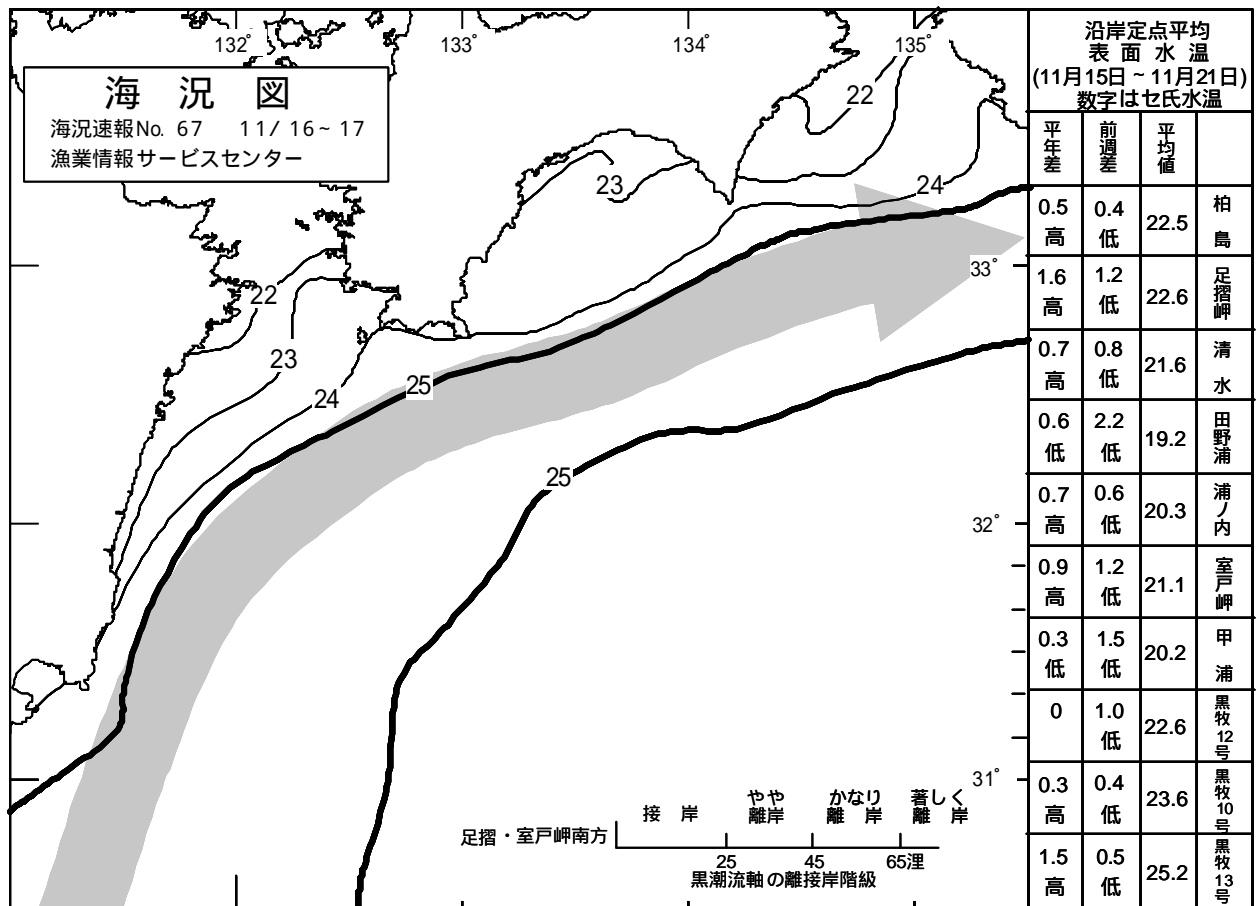 132°
133°
134°
135°
海 況 図
海況速報No. 67 11/ 16~ 17
漁業情報サービスセンター
22
23
24
22
23
24
25
25
33°
32°
31°
接 岸
やや
離岸
かなり
離 岸
著しく
離 岸
足摺・室戸岬南方
25
45
65浬
黒潮流軸の離接岸階級
沿岸定点平均
表 面 水 温
(11月15日~11月21日)
数字はセ氏水温
平年差 前週差 平均値
0.5高 0.4低 22.5 柏島
1.6高 1.2低 22.6 足摺岬
0.7高 0.8低 21.6 清水
0.6低 2.2低 19.2 田野浦
0.7高 0.6低 20.3 浦ノ内
0.9高 1.2低 21.1 室戸岬
0.3低 1.5低 20.2 甲浦
0 1.0低 22.6 黒牧12号
0.3高 0.4低 23.6 黒牧10号
1.5高 0.5低 25.2 黒牧13号